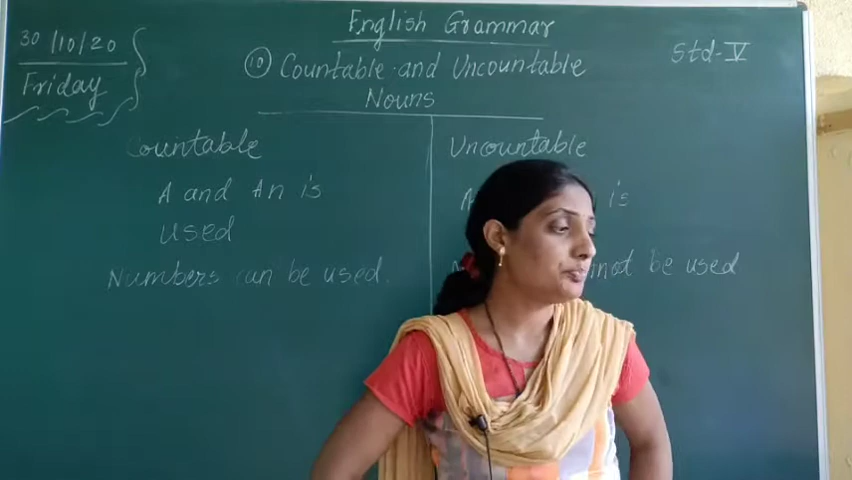 30/10/20
Friday
English Grammar
Std-V
10 Countable and Uncountable
Nouns
Countable
A and An is
used
Numbers can be used.
Uncountable
is
not be used